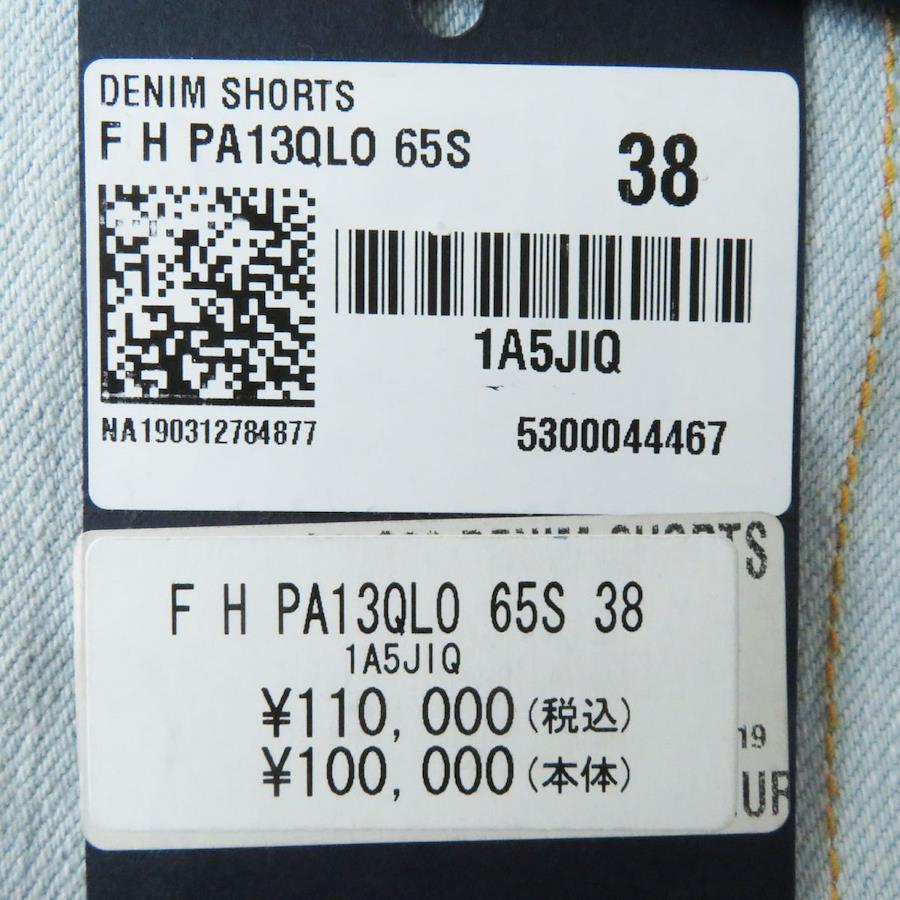 DENIM SHORTS
F H PA13QLO 65S
38
1A5JIQ
NA190312784877
5300044467
DENIM SHORTS
F H PA13QLO 65S 38
1A5JIQ
¥110,000(税込)
19
¥100,000(本体)
UR